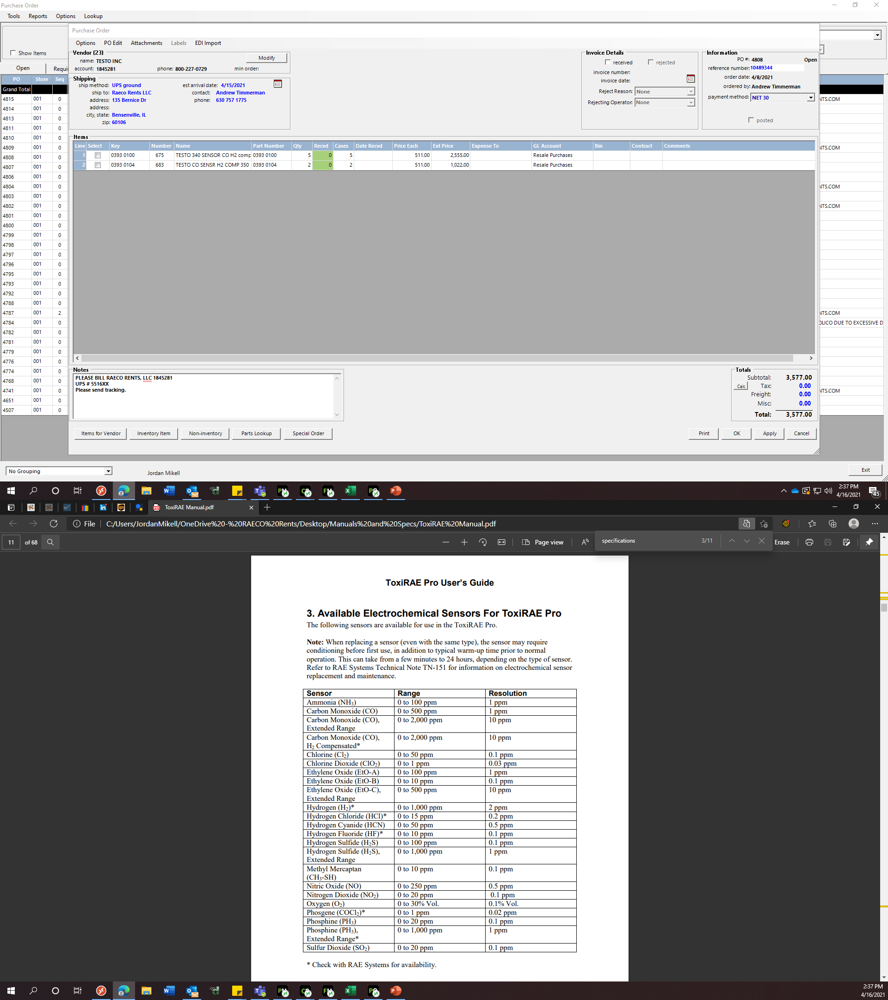 Purchase Order
Tools Reports Options Lookup
Show Items
Open Requi
PO Store Seq
Grand Total
4815 001 0
4814 001 0
4813 001 0
4811 001 0
4810 001 0
4809 001 0
4808 001 0
4807 001 0
4806 001 0
4804 001 0
4803 001 0
4802 001 0
4801 001 0
4800 001 0
4799 001 0
4798 001 0
4797 001 0
4796 001 0
4795 001 0
4793 001 0
4792 001 0
4788 001 0
4787 001 2
4784 001 0
4782 001 0
4781 001 0
4779 001 0
4776 001 0
4774 001 0
4768 001 0
4741 001 0
4651 001 0
4507 001 0
NTS.COM
NTS.COM
NTS.COM
NTS.COM
NTS.COM
OLICO DUE TO EXCESSIVE D
NTS.COM
Purchase Order
Options PO Edit Attachments Labels EDI Import
Vendor (23)
name: TESTO INC
Modify
account: 1845281 phone: 800-227-0729 min order:
Shipping
ship method: UPS ground est arrival date: 4/15/2021
ship to: Raeco Rents LLC contact: Andrew Timmerman
address: 135 Bernice Dr phone: 630 757 1775
address:
city, state: Bensenville, IL
zip: 60106
Invoice Details
received rejected
invoice number:
invoice date:
Reject Reason: None
Rejecting Operator: None
Information
PO #: 4808 Open
reference number: 10489344
order date: 4/8/2021
ordered by: Andrew Timmerman
payment method: NET 30
posted
Items
Line Select Key Number Name Part Number Qty Recvd Cases Date Recvd Price Each Ext Price Expense To GL Account Bin Contract Comments
1 0393 0100 675 TESTO 340 SENSOR CO H2 comp 0393 0100 5 0 5 511.00 2,555.00 Resale Purchases
2 0393 0104 683 TESTO CO SENSR H2 COMP 350 0393 0104 2 0 2 511.00 1,022.00 Resale Purchases
Notes
PLEASE BILL RAECO RENTS, LLC 1845281
UPS # 5516XX
Please send tracking.
Totals
Subtotal: 3,577.00
Calc Tax: 0.00
Freight: 0.00
Misc: 0.00
Total: 3,577.00
Items for Vendor Inventory Item Non-inventory Parts Lookup Special Order Print OK Apply Cancel
No Grouping Jordan Mikell Exit
2:37 PM
4/16/2021
45
ToxiRAE Manual.pdf
File C:/Users/JordanMikell/OneDrive%20-%20RAECO%20Rents/Desktop/Manuals%20and%20Specs/ToxiRAE%20Manual.pdf
11 of 68 Page view specifications 3/11 Erase
ToxiRAE Pro User's Guide
3. Available Electrochemical Sensors For ToxiRAE Pro
The following sensors are available for use in the ToxiRAE Pro.
Note: When replacing a sensor (even with the same type), the sensor may require
conditioning before first use, in addition to typical warm-up time prior to normal
operation. This can take from a few minutes to 24 hours, depending on the type of sensor.
Refer to RAE Systems Technical Note TN-151 for information on electrochemical sensor
replacement and maintenance.
Sensor Range Resolution
Ammonia (NH₃) 0 to 100 ppm 1 ppm
Carbon Monoxide (CO) 0 to 500 ppm 1 ppm
Carbon Monoxide (CO), 0 to 2,000 ppm 10 ppm
Extended Range
Carbon Monoxide (CO), 0 to 2,000 ppm 10 ppm
H₂ Compensated*
Chlorine (Cl₂) 0 to 50 ppm 0.1 ppm
Chlorine Dioxide (ClO₂) 0 to 1 ppm 0.03 ppm
Ethylene Oxide (EtO-A) 0 to 100 ppm 1 ppm
Ethylene Oxide (EtO-B) 0 to 10 ppm 0.1 ppm
Ethylene Oxide (EtO-C), 0 to 500 ppm 10 ppm
Extended Range
Hydrogen (H₂)* 0 to 1,000 ppm 2 ppm
Hydrogen Chloride (HCl)* 0 to 15 ppm 0.2 ppm
Hydrogen Cyanide (HCN) 0 to 50 ppm 0.5 ppm
Hydrogen Fluoride (HF)* 0 to 10 ppm 0.1 ppm
Hydrogen Sulfide (H₂S) 0 to 100 ppm 0.1 ppm
Hydrogen Sulfide (H₂S), 0 to 1,000 ppm 1 ppm
Extended Range
Methyl Mercaptan 0 to 10 ppm 0.1 ppm
(CH₃-SH)
Nitric Oxide (NO) 0 to 250 ppm 0.5 ppm
Nitrogen Dioxide (NO₂) 0 to 20 ppm 0.1 ppm
Oxygen (O₂) 0 to 30% Vol. 0.1% Vol.
Phosgene (COCl₂)* 0 to 1 ppm 0.02 ppm
Phosphine (PH₃) 0 to 20 ppm 0.1 ppm
Phosphine (PH₃), 0 to 1,000 ppm 1 ppm
Extended Range*
Sulfur Dioxide (SO₂) 0 to 20 ppm 0.1 ppm
* Check with RAE Systems for availability.
2:37 PM
4/16/2021